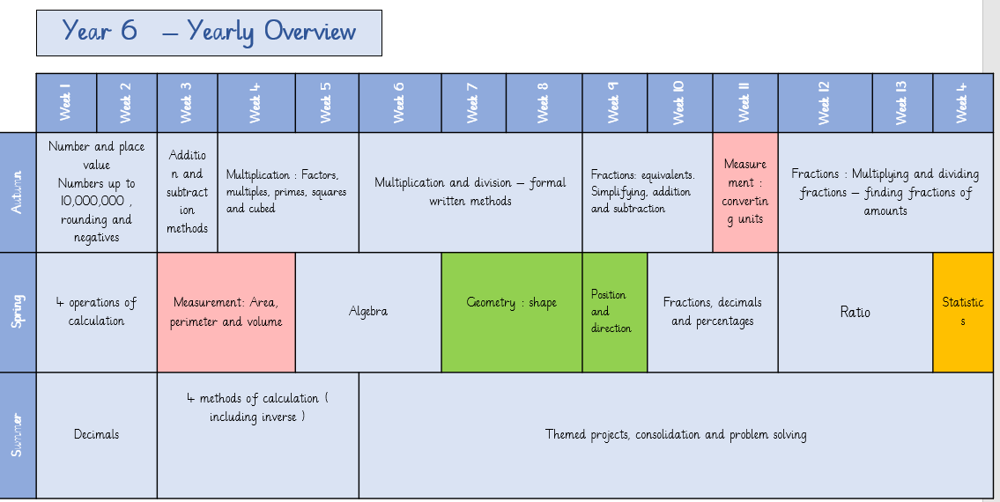 Year 6 – Yearly Overview
Week 1
Week 2
Week 3
Week 4
Week 5
Week 6
Week 7
Week 8
Week 9
Week 10
Week 11
Week 12
Week 13
Week 4
Autumn
Number and place
value
Numbers up to
10,000,000 ,
rounding and
negatives
Additio
n and
subtract
ion
methods
Multiplication : Factors,
multiples, primes, squares
and cubed
Multiplication and division – formal
written methods
Fractions: equivalents.
Simplifying, addition
and subtraction
Measure
ment :
convertin
g units
Fractions : Multiplying and dividing
fractions – finding fractions of
amounts
Spring
4 operations of
calculation
Measurement: Area,
perimeter and volume
Algebra
Geometry : shape
Position
and
direction
Fractions, decimals
and percentages
Ratio
Statistic
s
Summer
Decimals
4 methods of calculation (
including inverse )
Themed projects, consolidation and problem solving